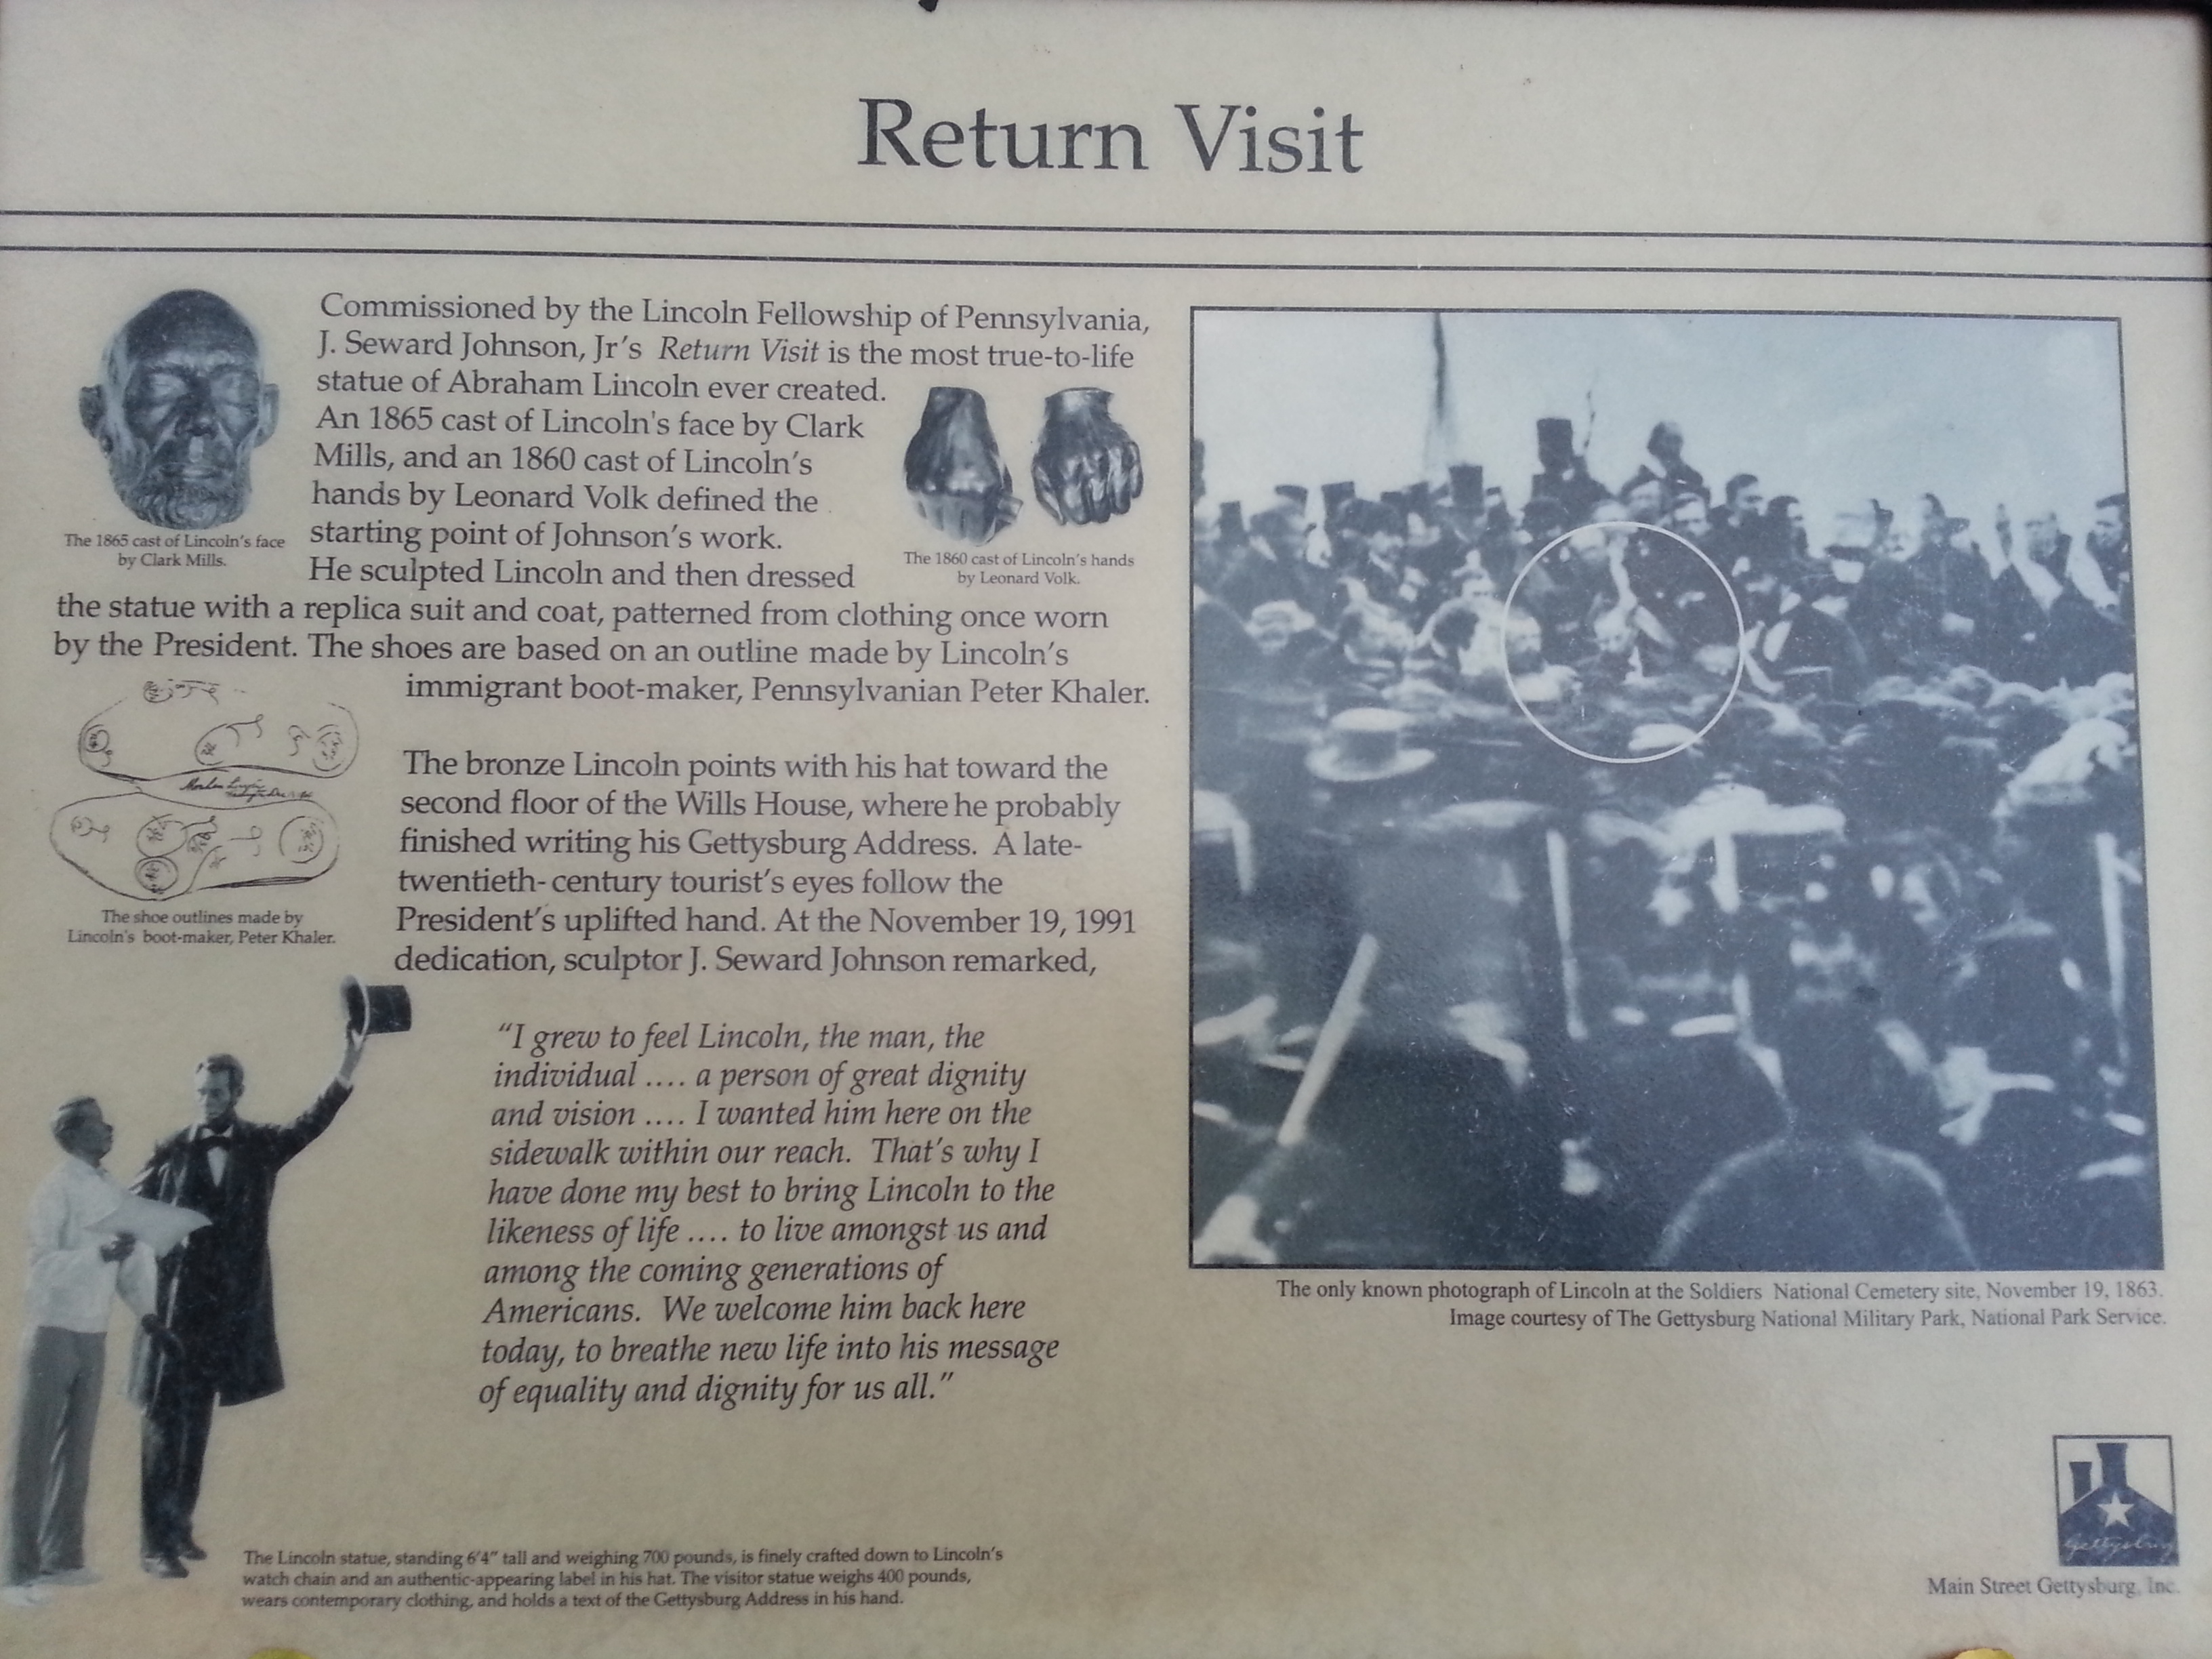 Return Visit
Commissioned by the Lincoln Fellowship of Pennsylvania,
J. Seward Johnson, Jr's Return Visit is the most true-to-life
statue of Abraham Lincoln ever created.
An 1865 cast of Lincoln's face by Clark
Mills, and an 1860 cast of Lincoln's
hands by Leonard Volk defined the
starting point of Johnson's work.
He sculpted Lincoln and then dressed
the statue with a replica suit and coat, patterned from clothing once worn
by the President. The shoes are based on an outline made by Lincoln's
immigrant boot-maker, Pennsylvanian Peter Khaler.
The 1865 cast of Lincoln's face
by Clark Mills.
The 1860 cast of Lincoln's hands
by Leonard Volk.
The bronze Lincoln points with his hat toward the
second floor of the Wills House, where he probably
finished writing his Gettysburg Address. A late-
twentieth-century tourist's eyes follow the
President's uplifted hand. At the November 19, 1991
dedication, sculptor J. Seward Johnson remarked,
The shoe outlines made by
Lincoln's boot-maker, Peter Khaler.
"I grew to feel Lincoln, the man, the
individual .... a person of great dignity
and vision .... I wanted him here on the
sidewalk within our reach. That's why I
have done my best to bring Lincoln to the
likeness of life .... to live amongst us and
among the coming generations of
Americans. We welcome him back here
today, to breathe new life into his message
of equality and dignity for us all."
The Lincoln statue, standing 6'4" tall and weighing 700 pounds, is finely crafted down to Lincoln's
watch chain and an authentic-appearing label in his hat. The visitor statue weighs 400 pounds,
wears contemporary clothing, and holds a text of the Gettysburg Address in his hand.
The only known photograph of Lincoln at the Soldiers National Cemetery site, November 19, 1863.
Image courtesy of The Gettysburg National Military Park, National Park Service.
Gettysburg
Main Street Gettysburg, Inc.